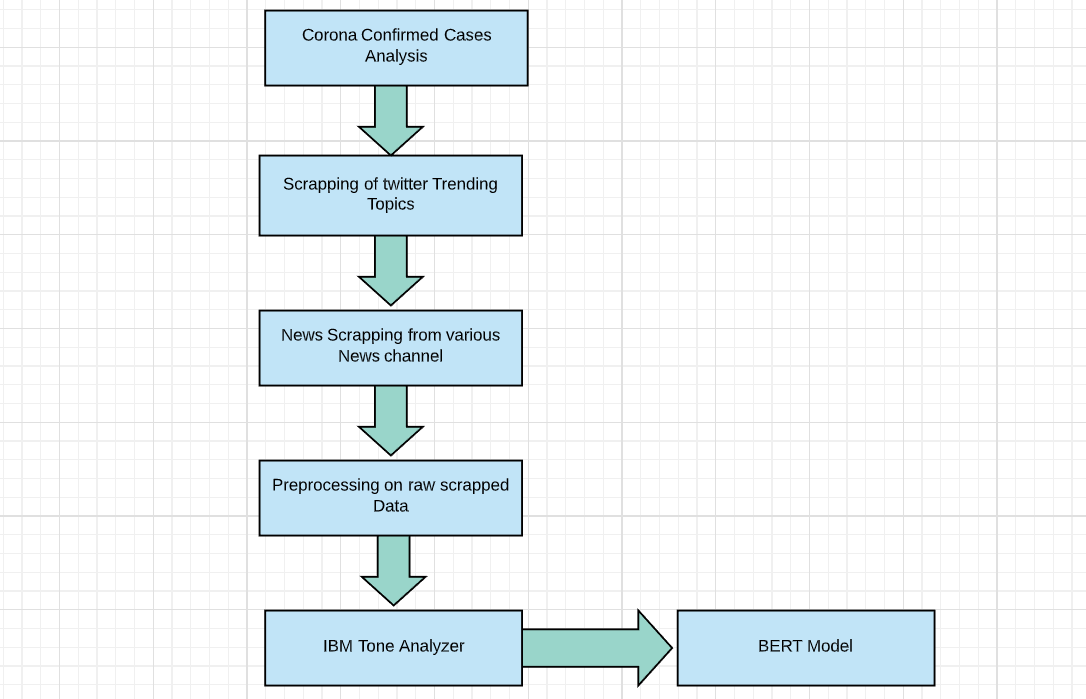 Corona Confirmed Cases
Analysis
Scrapping of twitter Trending
Topics
News Scrapping from various
News channel
Preprocessing on raw scrapped
Data
IBM Tone Analyzer
BERT Model